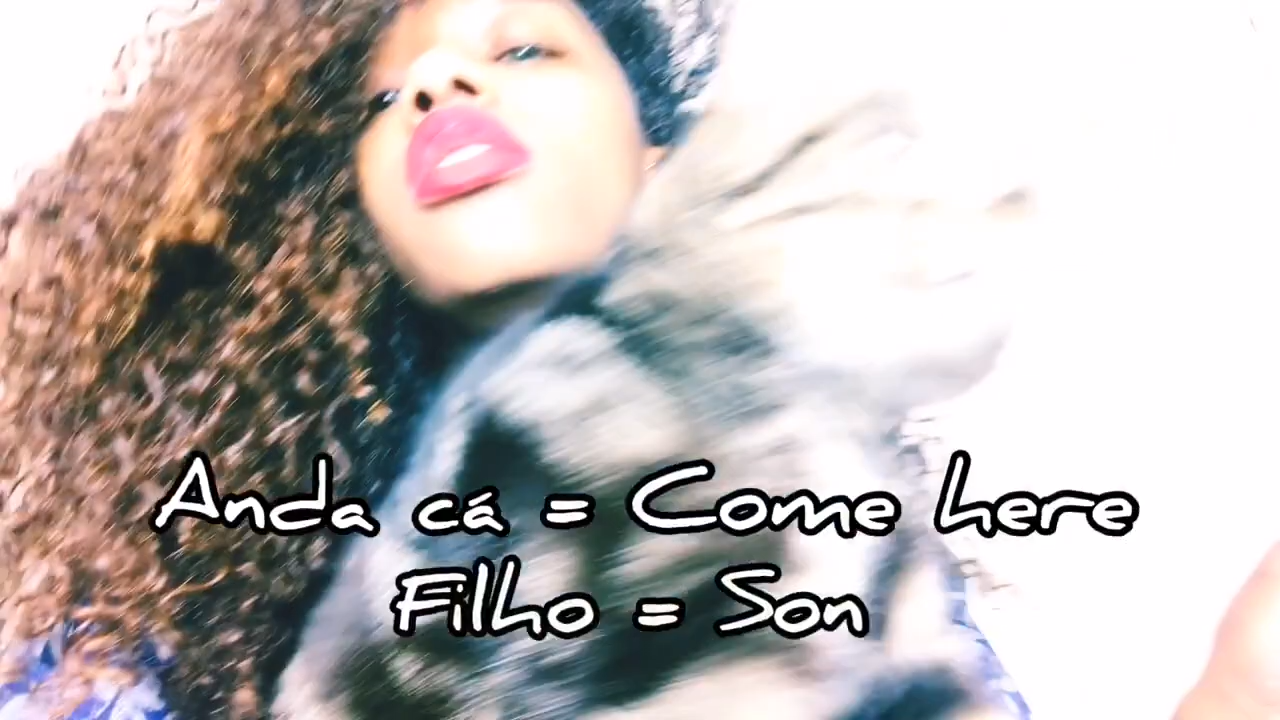 Anda cá = Come here
Filho = Son